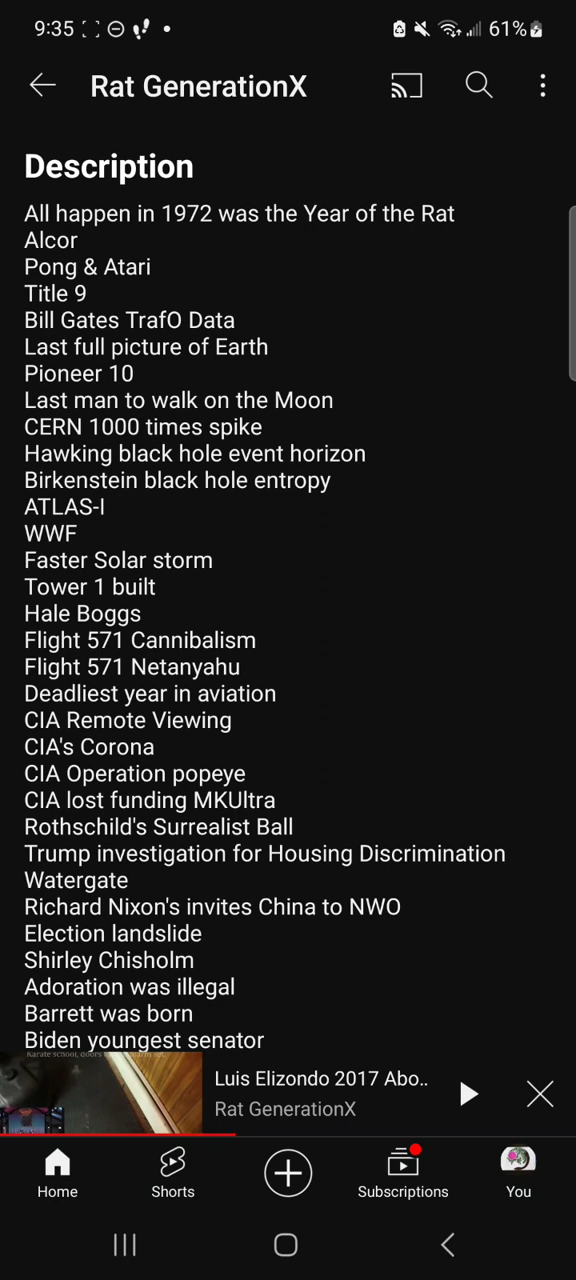 9:35
61%
Rat GenerationX
Description
All happen in 1972 was the Year of the Rat
Alcor
Pong & Atari
Title 9
Bill Gates TrafO Data
Last full picture of Earth
Pioneer 10
Last man to walk on the Moon
CERN 1000 times spike
Hawking black hole event horizon
Birkenstein black hole entropy
ATLAS-I
WWF
Faster Solar storm
Tower 1 built
Hale Boggs
Flight 571 Cannibalism
Flight 571 Netanyahu
Deadliest year in aviation
CIA Remote Viewing
CIA's Corona
CIA Operation popeye
CIA lost funding MKUltra
Rothschild's Surrealist Ball
Trump investigation for Housing Discrimination
Watergate
Richard Nixon's invites China to NWO
Election landslide
Shirley Chisholm
Adoration was illegal
Barrett was born
Biden youngest senator
Karate school, doors
Luis Elizondo 2017 Abo..
Rat GenerationX
Home
Shorts
Subscriptions
You